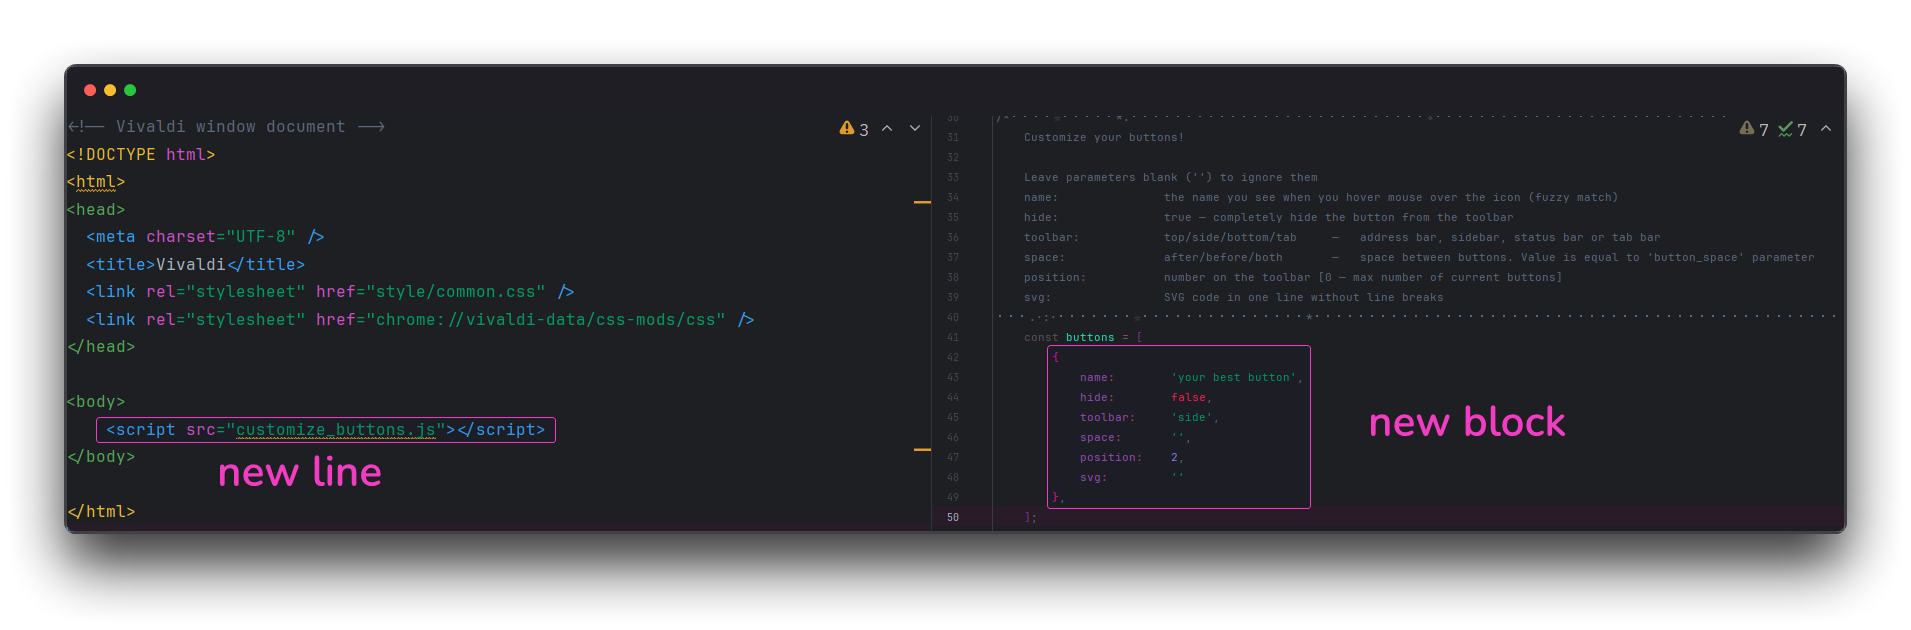 <!-- Vivaldi window document -->
<!DOCTYPE html>
<html>
<head>
<meta charset="UTF-8" />
<title>Vivaldi</title>
<link rel="stylesheet" href="style/common.css" />
<link rel="stylesheet" href="chrome://vivaldi-data/css-mods/css" />
</head>
<body>
<script src="customize_buttons.js"></script>
</body>
new line
</html>
3
30
31 Customize your buttons!
32
33 Leave parameters blank ('') to ignore them
34 name: the name you see when you hover mouse over the icon (fuzzy match)
35 hide: true — completely hide the button from the toolbar
36 toolbar: top/side/bottom/tab — address bar, sidebar, status bar or tab bar
37 space: after/before/both — space between buttons. Value is equal to 'button_space' parameter
38 position: number on the toolbar [0 — max number of current buttons]
39 svg: SVG code in one line without line breaks
40
41 const buttons = [
42 {
43 name: 'your best button',
44 hide: false,
45 toolbar: 'side',
46 space: '',
47 position: 2,
48 svg: ''
49 },
50 ];
7 7
new block